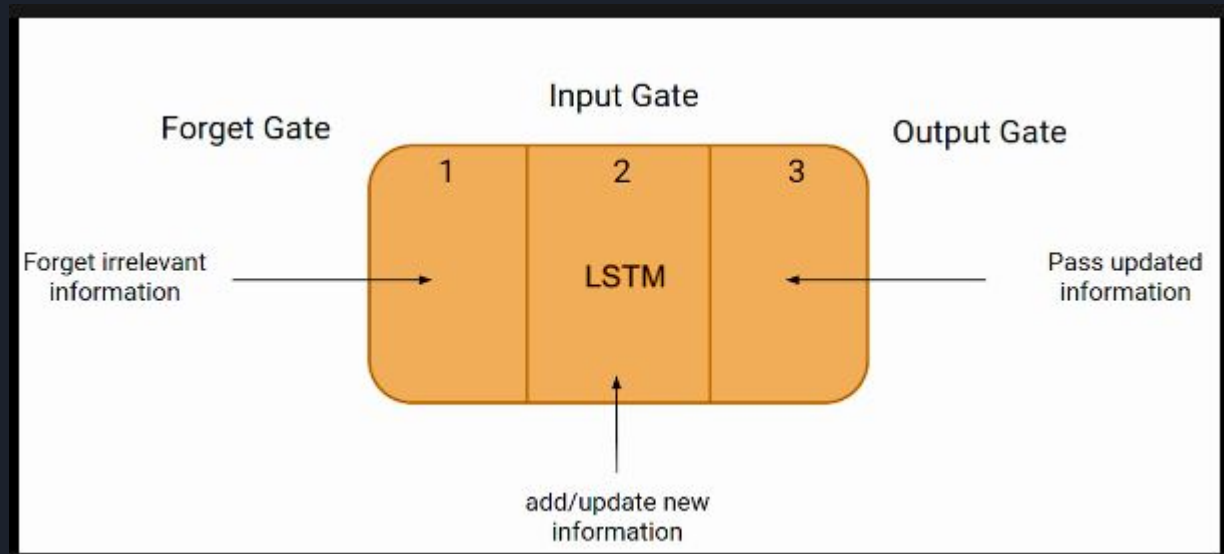 Input Gate
Forget Gate
Output Gate
1
2
3
Forget irrelevant
information
LSTM
Pass updated
information
add/update new
information